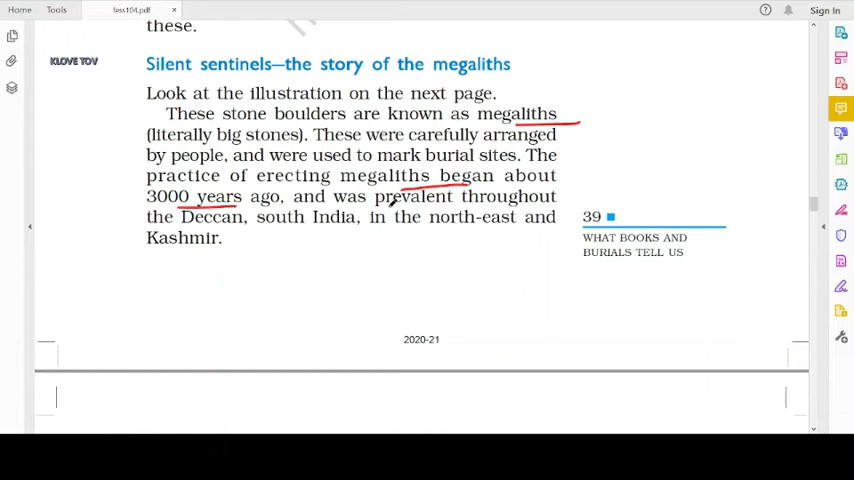 Home Tools fess104.pdf × Sign In
these.
KLOVE TOV
Silent sentinels—the story of the megaliths
Look at the illustration on the next page.
These stone boulders are known as megaliths
(literally big stones). These were carefully arranged
by people, and were used to mark burial sites. The
practice of erecting megaliths began about
3000 years ago, and was prevalent throughout
the Deccan, south India, in the north-east and
Kashmir.
39
WHAT BOOKS AND
BURIALS TELL US
2020-21